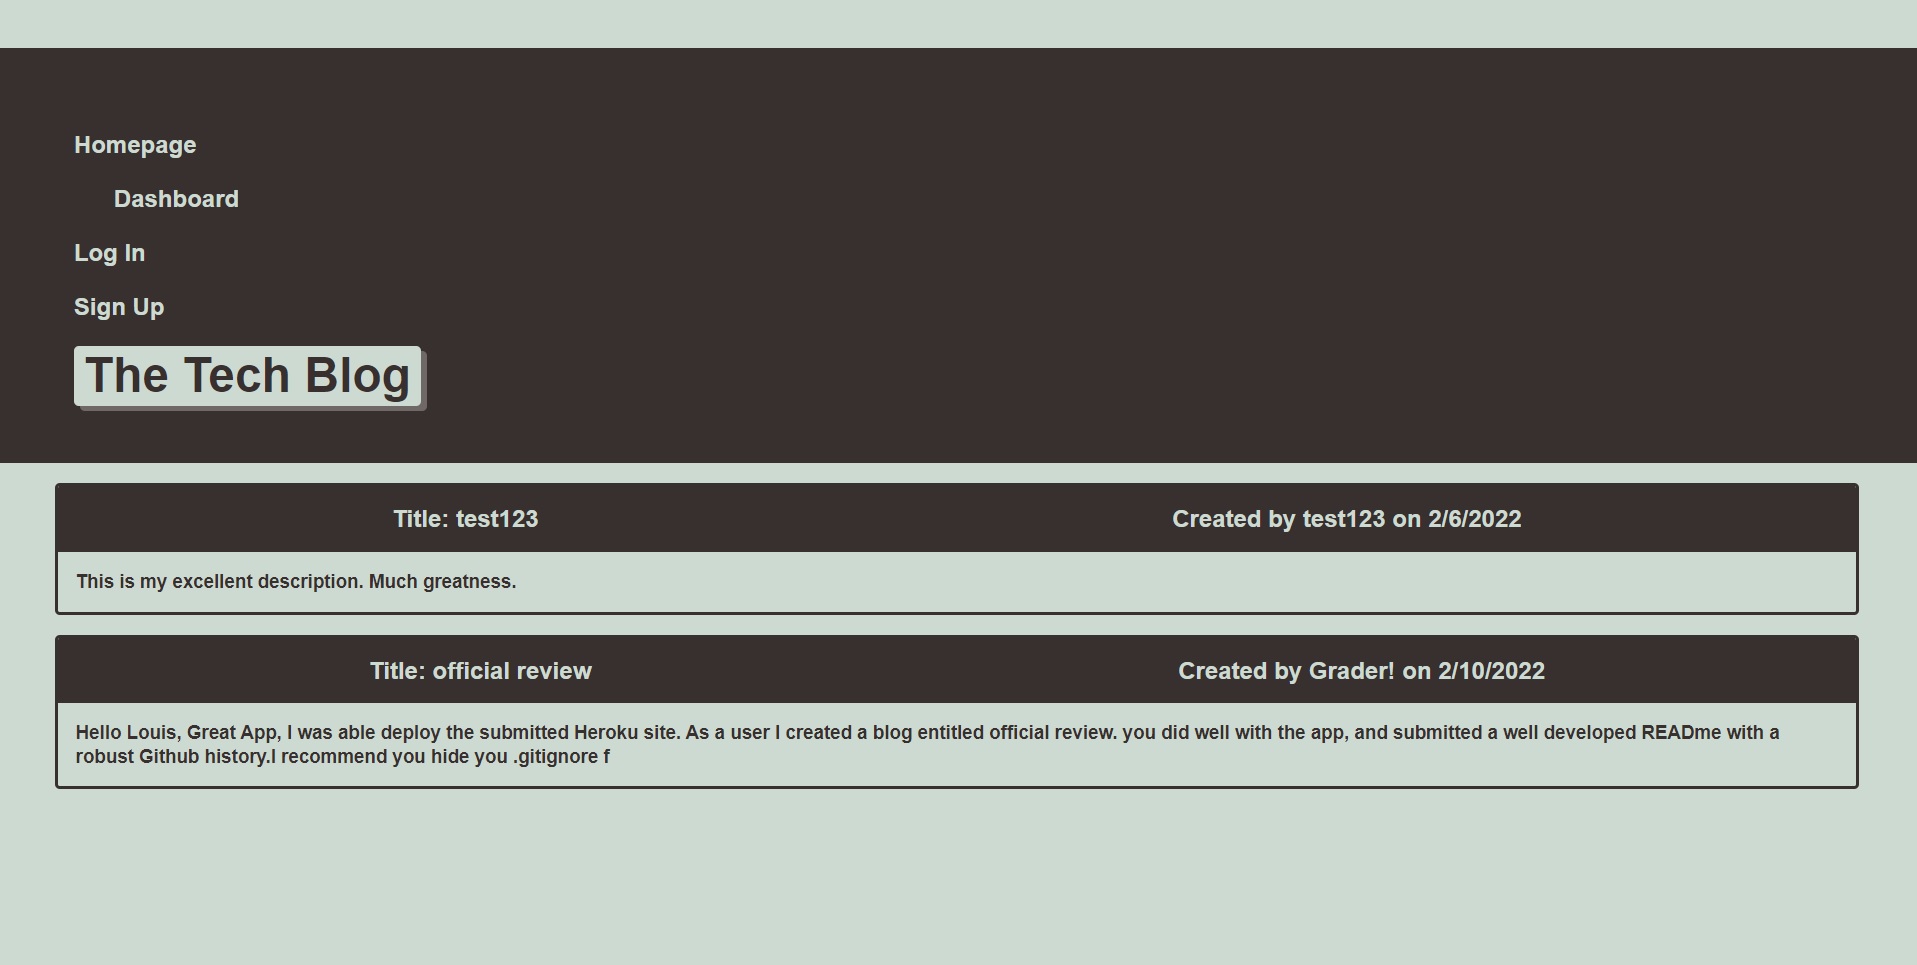 Homepage
Dashboard
Log In
Sign Up
The Tech Blog
Title: test123
Created by test123 on 2/6/2022
This is my excellent description. Much greatness.
Title: official review
Created by Grader! on 2/10/2022
Hello Louis, Great App, I was able deploy the submitted Heroku site. As a user I created a blog entitled official review. you did well with the app, and submitted a well developed READme with a
robust Github history.I recommend you hide you .gitignore f